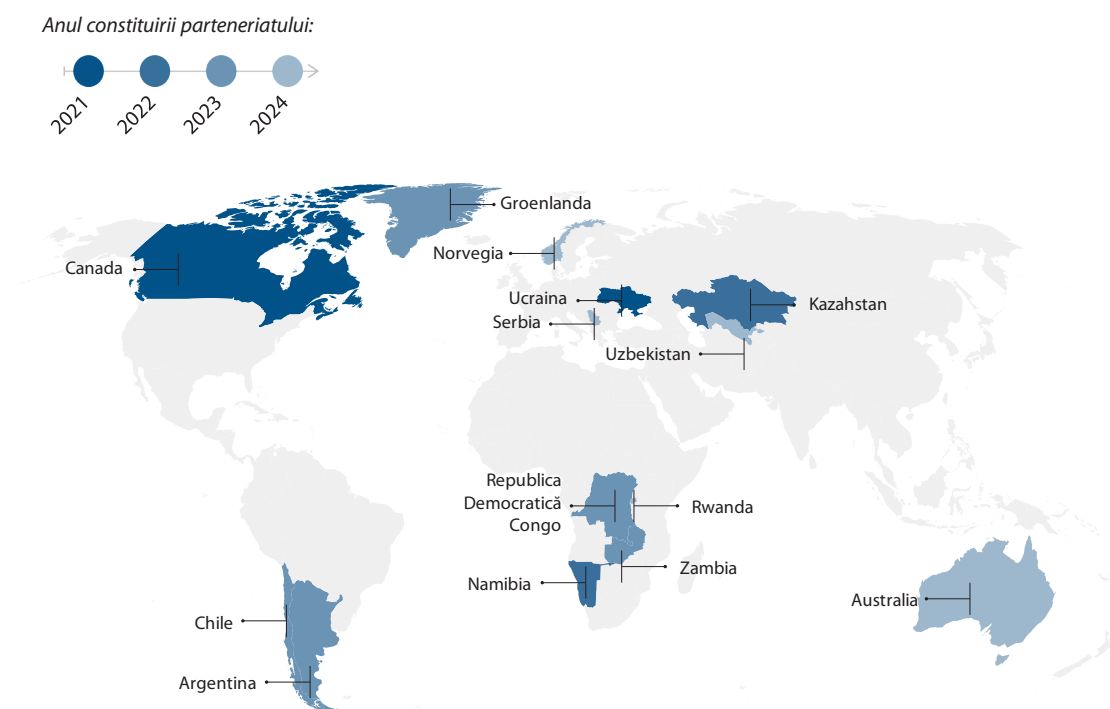 Anul constituirii parteneriatului:
2021
2022
2023
2024
Groenlanda
Norvegia
Canada
Ucraina
Kazahstan
Serbia
Uzbekistan
Republica
Democratică
Congo
Rwanda
Zambia
Namibia
Australia
Chile
Argentina